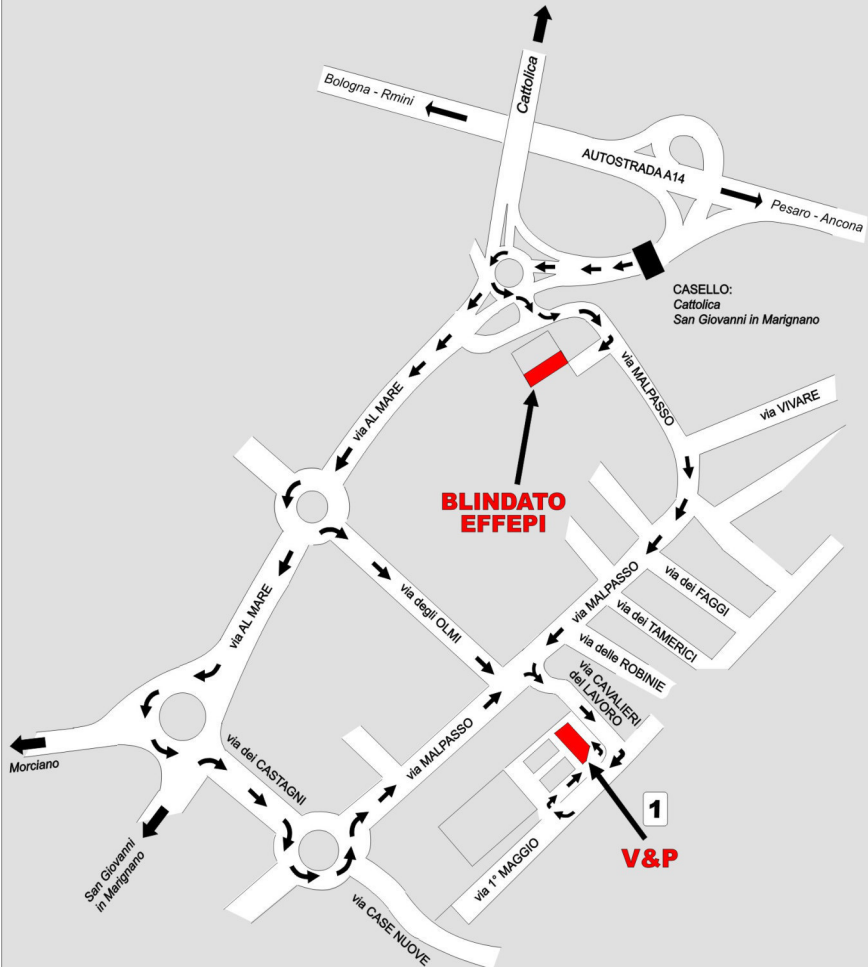 Cattolica
Bologna - Rmini
AUTOSTRADA A14
Pesaro - Ancona
CASELLO:
Cattolica
San Giovanni in Marignano
via MALPASSO
via VIVARE
via AL MARE
BLINDATO
EFFEPI
via MALPASSO
via dei FAGGI
via dei TAMERICI
via degli OLMI
via delle ROBINIE
via AL MARE
via CAVALIERI
del LAVORO
via MALPASSO
via dei CASTAGNI
Morciano
1
V&P
San Giovanni
in Marignano
via 1° MAGGIO
via CASE NUOVE